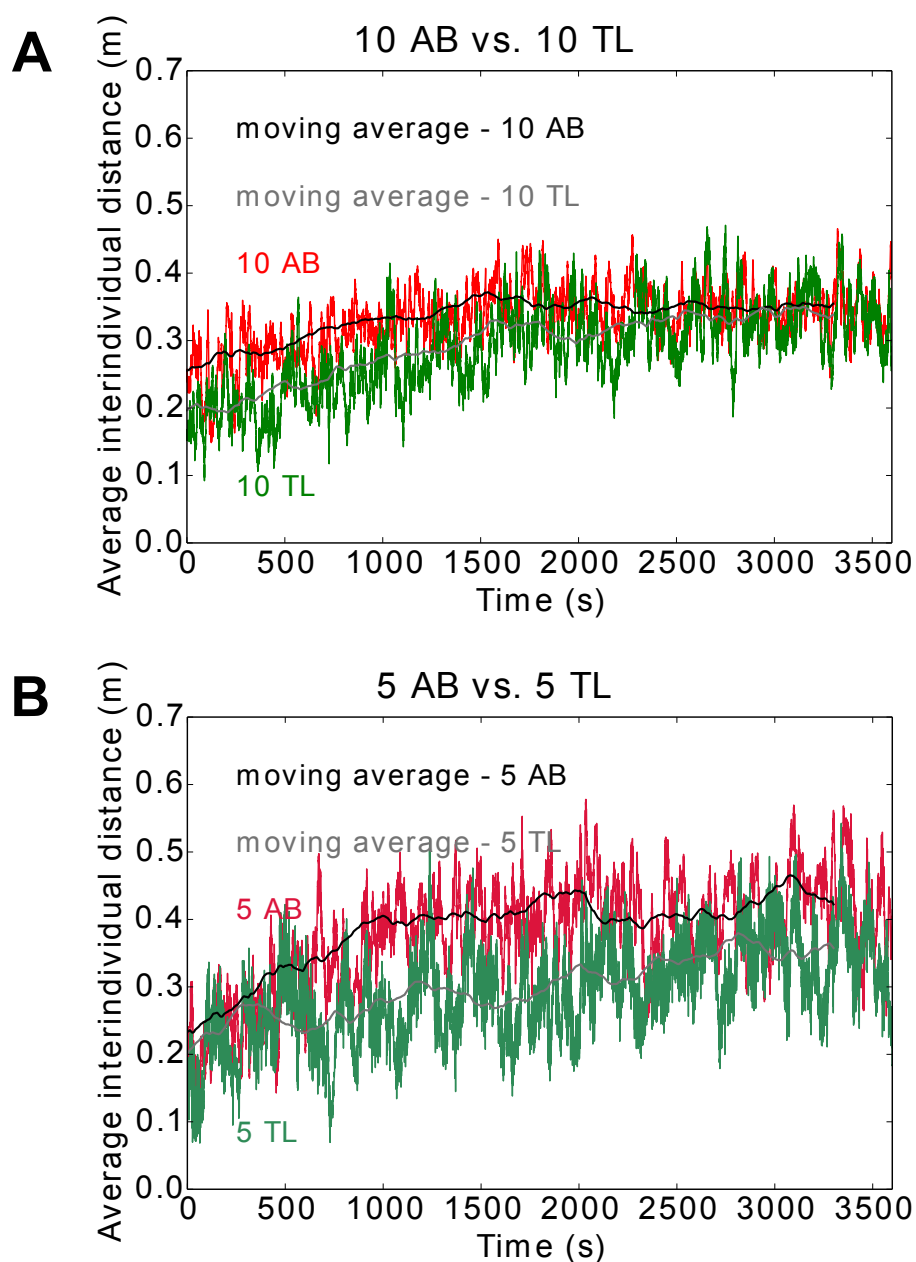 A
10 AB vs. 10 TL
Average interindividual distance (m)
0.7
0.6
0.5
0.4
0.3
0.2
0.1
0.0
moving average - 10 AB
moving average - 10 TL
10 AB
10 TL
0 500 1000 1500 2000 2500 3000 3500
Time (s)
B
5 AB vs. 5 TL
Average interindividual distance (m)
0.7
0.6
0.5
0.4
0.3
0.2
0.1
0.0
moving average - 5 AB
moving average - 5 TL
5 AB
5 TL
0 500 1000 1500 2000 2500 3000 3500
Time (s)